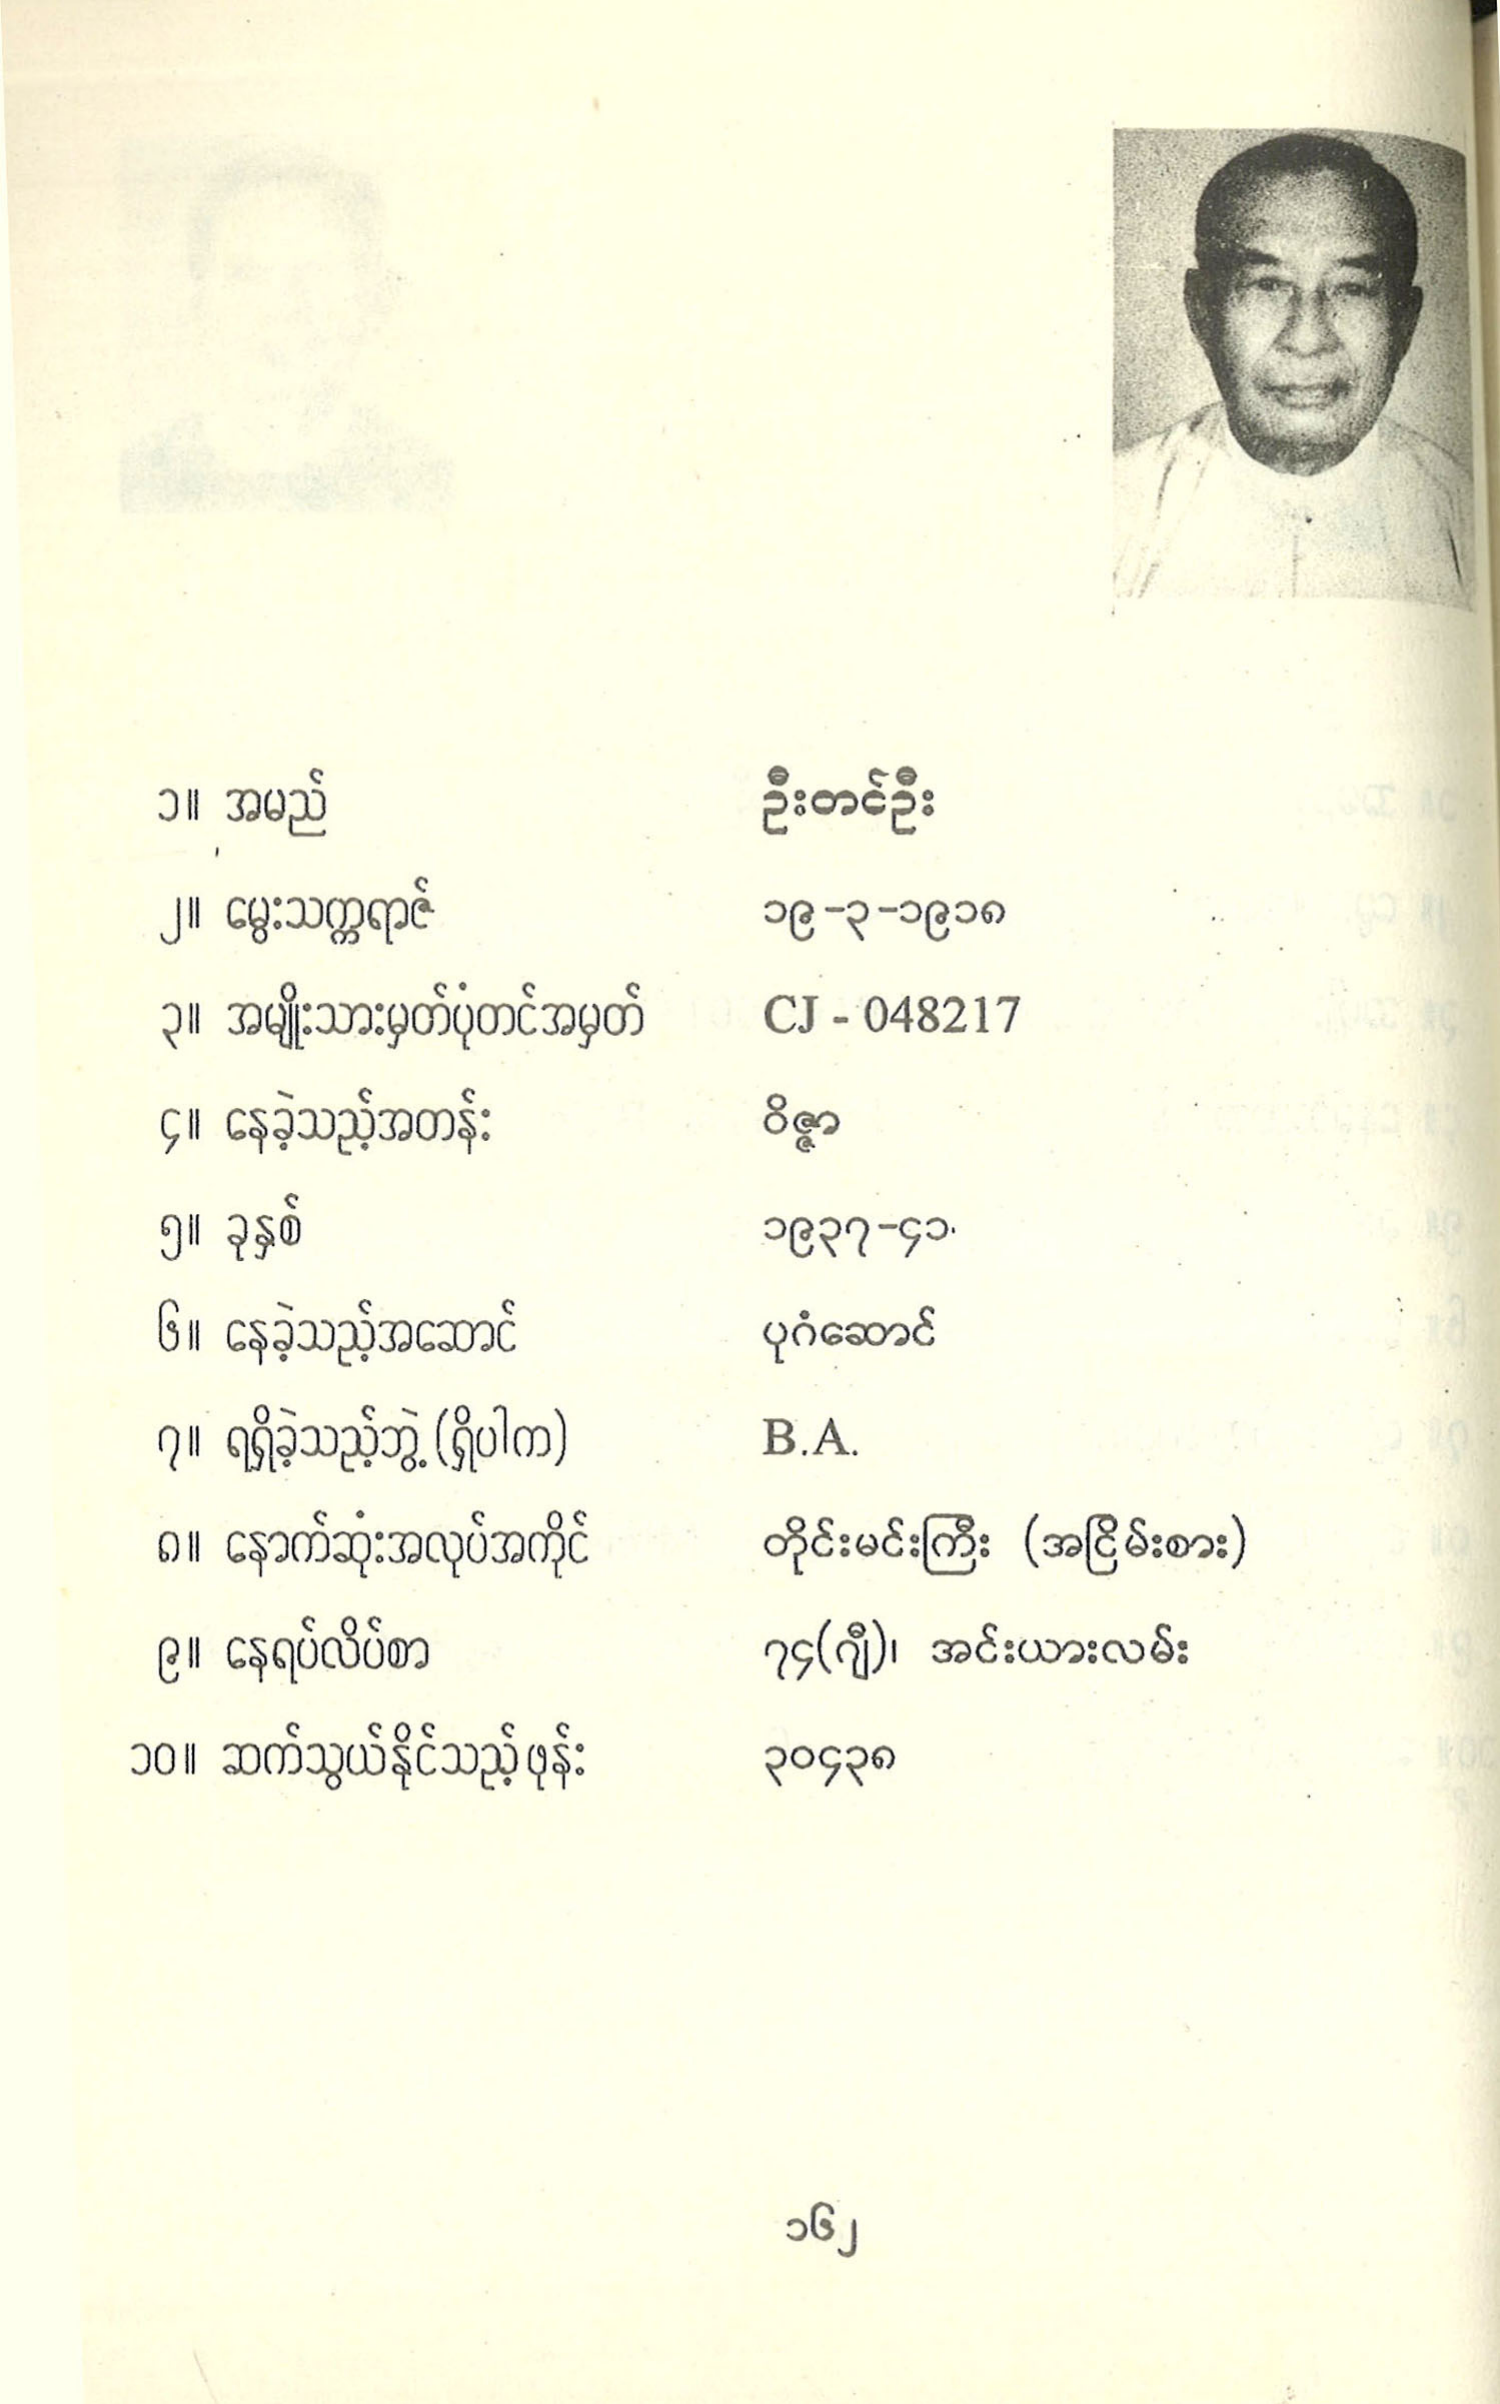 ၁။ အမည် ဦးတင်ဦး
၂။ မွေးသက္ကရာဇ် ၁၉-၃-၁၉၁၈
၃။ အမျိုးသားမှတ်ပုံတင်အမှတ် CJ - 048217
၄။ နေခဲ့သည့်အတန်း ဝိဇ္ဇာ
၅။ ခုနှစ် ၁၉၃၇-၄၁
၆။ နေခဲ့သည့်အဆောင် ပုဂံဆောင်
၇။ ရရှိခဲ့သည့်ဘွဲ့(ရှိပါက) B.A.
၈။ နောက်ဆုံးအလုပ်အကိုင် တိုင်းမင်းကြီး (အငြိမ်းစား)
၉။ နေရပ်လိပ်စာ ၇၄(ဂျီ)၊ အင်းယားလမ်း
၁၀။ ဆက်သွယ်နိုင်သည့်ဖုန်း ၃၀၄၃၈
၁၆၂